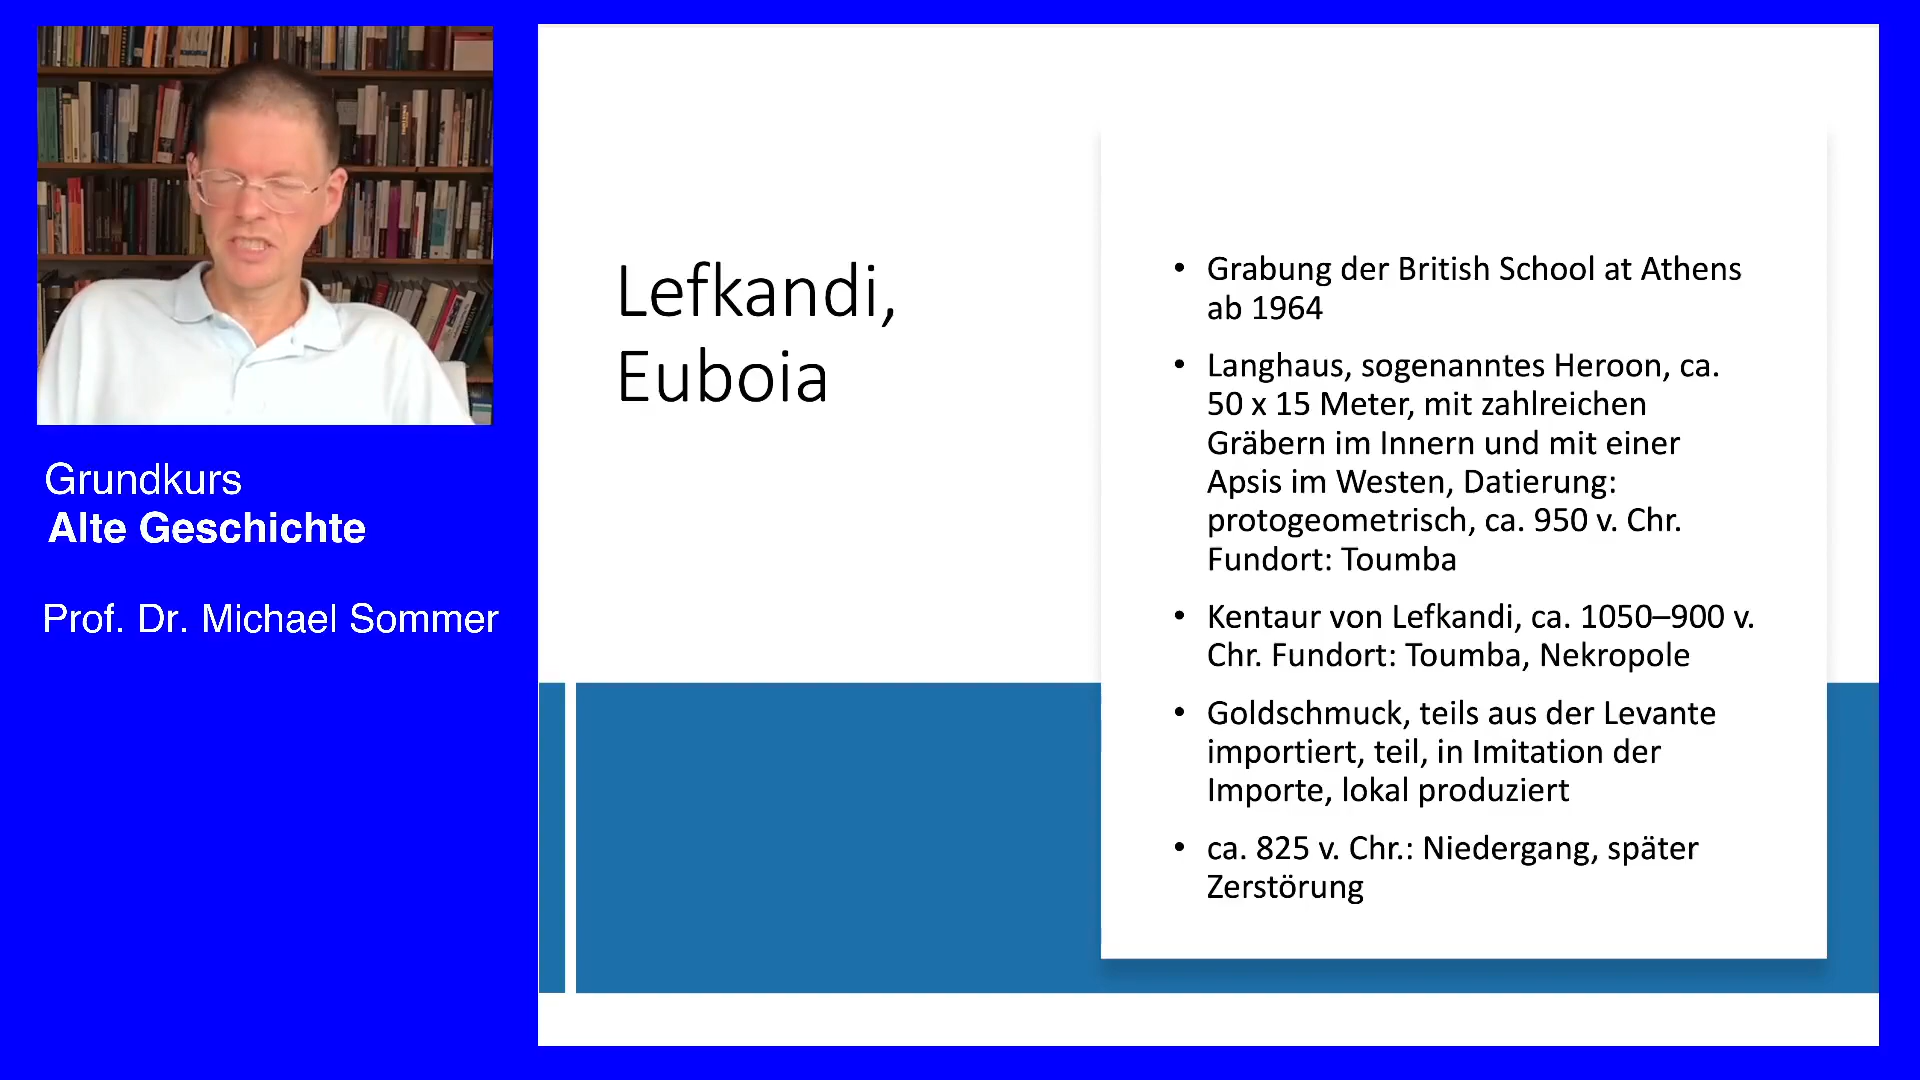 Grundkurs
Alte Geschichte
Prof. Dr. Michael Sommer
Lefkandi,
Euboia
• Grabung der British School at Athens
ab 1964
• Langhaus, sogenanntes Heroon, ca.
50 x 15 Meter, mit zahlreichen
Gräbern im Innern und mit einer
Apsis im Westen, Datierung:
protogeometrisch, ca. 950 v. Chr.
Fundort: Toumba
• Kentaur von Lefkandi, ca. 1050–900 v.
Chr. Fundort: Toumba, Nekropole
• Goldschmuck, teils aus der Levante
importiert, teil, in Imitation der
Importe, lokal produziert
• ca. 825 v. Chr.: Niedergang, später
Zerstörung